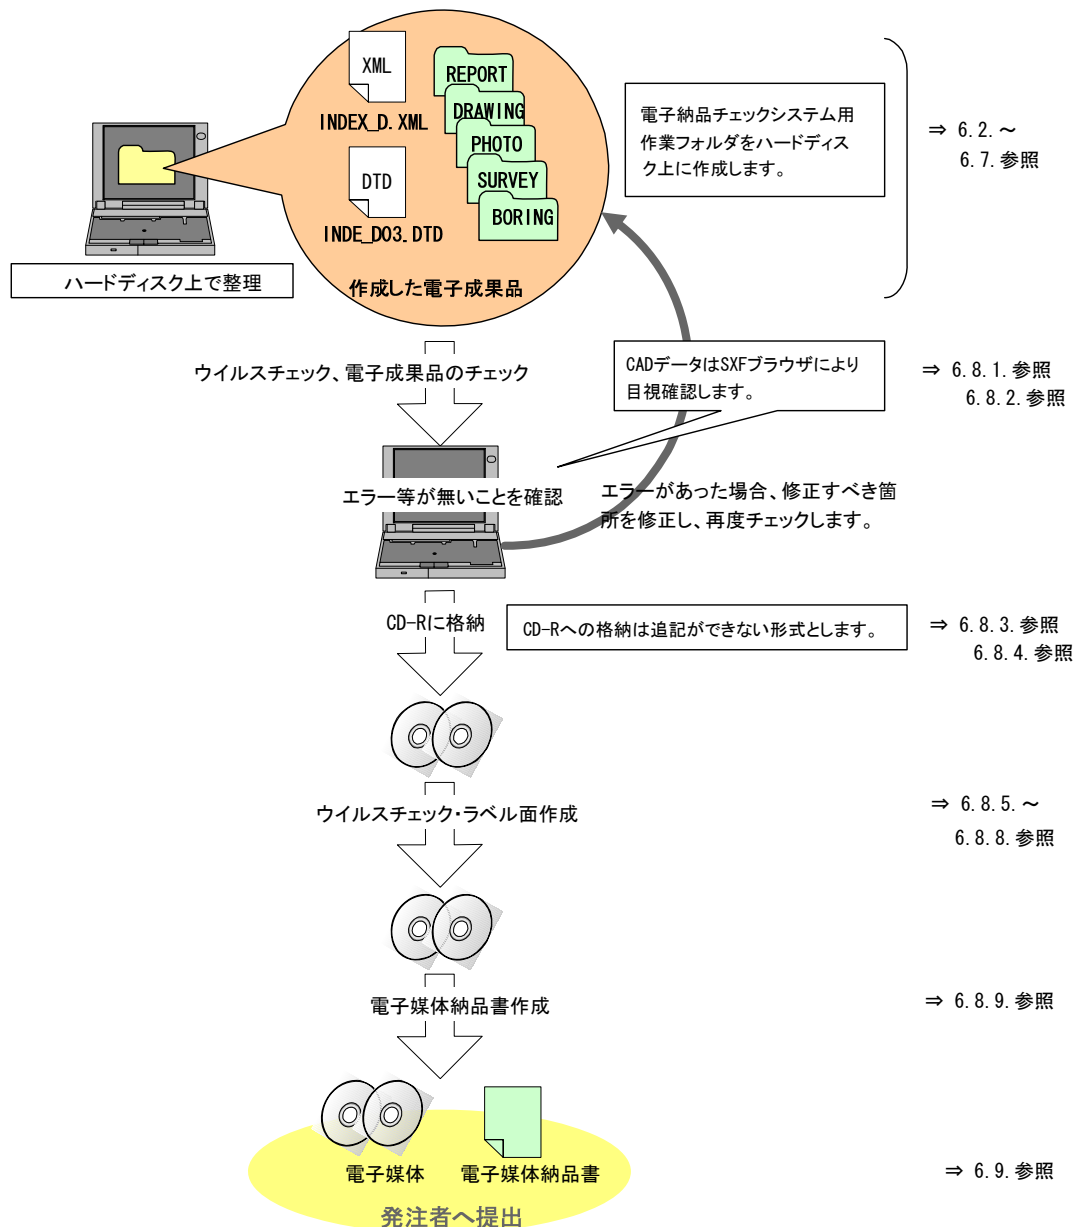 XML
INDEX_D.XML
DTD
INDE_D03.DTD
REPORT
DRAWING
PHOTO
SURVEY
BORING
作成した電子成果品
ハードディスク上で整理
電子納品チェックシステム用
作業フォルダをハードディス
ク上に作成します。
⇒ 6.2.～
6.7.参照
ウイルスチェック、電子成果品のチェック
CADデータはSXFブラウザにより
目視確認します。
⇒ 6.8.1.参照
6.8.2.参照
エラー等が無いことを確認
エラーがあった場合、修正すべき箇
所を修正し、再度チェックします。
CD-Rに格納
CD-Rへの格納は追記ができない形式とします。
⇒ 6.8.3.参照
6.8.4.参照
ウイルスチェック・ラベル面作成
⇒ 6.8.5.～
6.8.8.参照
電子媒体納品書作成
⇒ 6.8.9.参照
電子媒体
電子媒体納品書
⇒ 6.9.参照
発注者へ提出